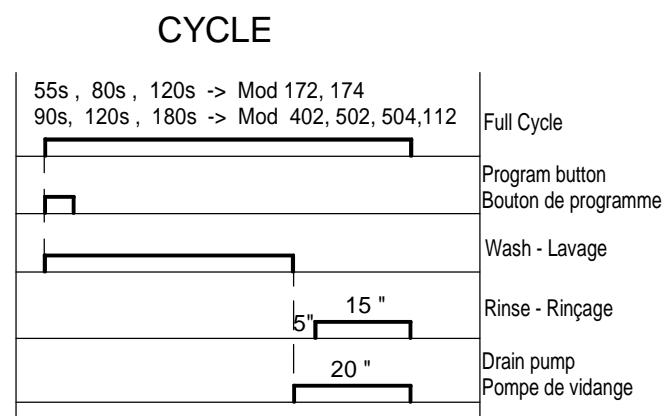 CYCLE
55s , 80s , 120s -> Mod 172, 174
90s, 120s , 180s -> Mod 402, 502, 504,112
Full Cycle
Program button
Bouton de programme
Wash - Lavage
15 "
5"
Rinse - Rinçage
20 "
Drain pump
Pompe de vidange